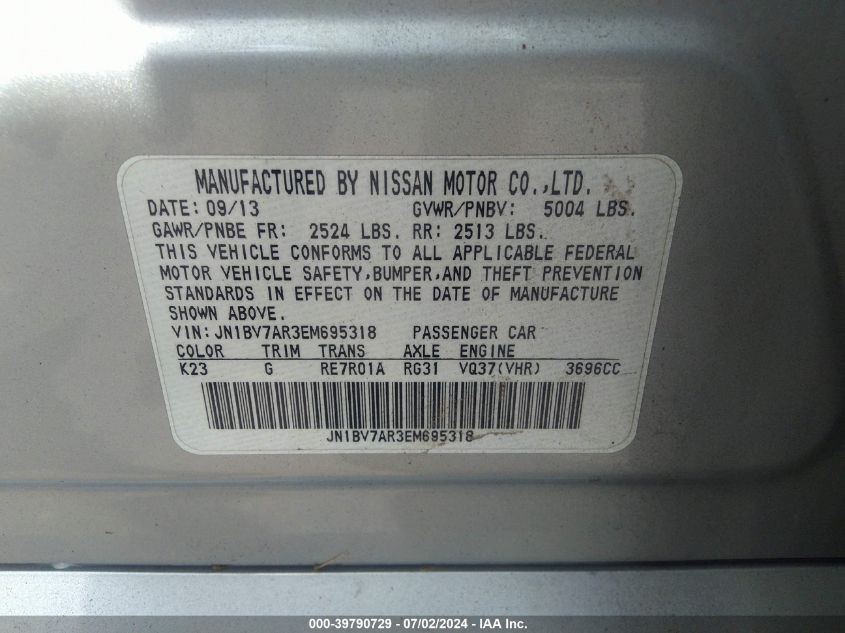 MANUFACTURED BY NISSAN MOTOR CO.,LTD.
DATE: 09/13 GVWR/PNBV: 5004 LBS.
GAWR/PNBE FR: 2524 LBS. RR: 2513 LBS.
THIS VEHICLE CONFORMS TO ALL APPLICABLE FEDERAL
MOTOR VEHICLE SAFETY,BUMPER,AND THEFT PREVENTION
STANDARDS IN EFFECT ON THE DATE OF MANUFACTURE
SHOWN ABOVE.
VIN: JN1BV7AR3EM695318 PASSENGER CAR
COLOR TRIM TRANS AXLE ENGINE
K23 G RE7R01A RG31 VQ37(VHR) 3696CC
JN1BV7AR3EM695318
000-39790729 - 07/02/2024 - IAA Inc.